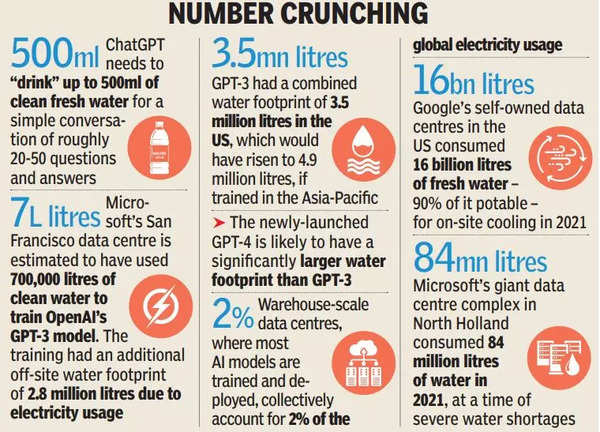 NUMBER CRUNCHING
500ml ChatGPT
needs to
“drink” up to 500ml of
clean fresh water for a
simple conversa-
tion of roughly
20-50 questions
and answers
7L litres Micro-
soft’s San
Francisco data centre is
estimated to have used
700,000 litres of
clean water to
train OpenAI’s
GPT-3 model. The
training had an additional
off-site water footprint
of 2.8 million litres due to
electricity usage
3.5mn litres
GPT-3 had a combined
water footprint of 3.5
million litres in the
US, which would
have risen to 4.9
million litres, if
trained in the Asia-Pacific
➤ The newly-launched
GPT-4 is likely to have a
significantly larger water
footprint than GPT-3
2% Warehouse-scale
data centres,
where most
AI models are
trained and de-
ployed, collectively
account for 2% of the
global electricity usage
16bn litres
Google’s self-owned data
centres in the
US consumed
16 billion litres
of fresh water –
90% of it potable –
for on-site cooling in 2021
84mn litres
Microsoft’s giant data
centre complex in
North Holland
consumed 84
million litres
of water in
2021, at a time of
severe water shortages